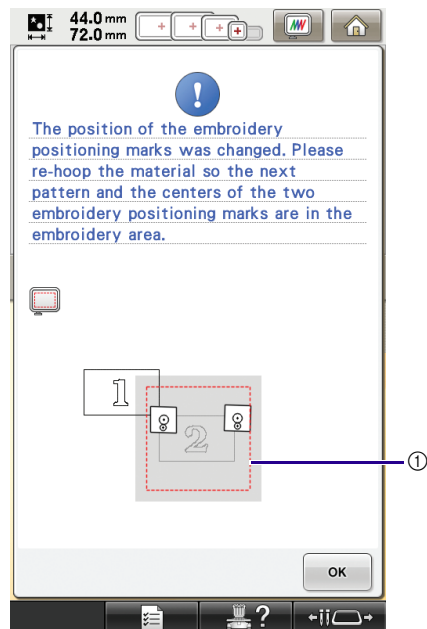 44.0 mm
72.0 mm
The position of the embroidery
positioning marks was changed. Please
re-hoop the material so the next
pattern and the centers of the two
embroidery positioning marks are in the
embroidery area.
1
2
①
OK
?